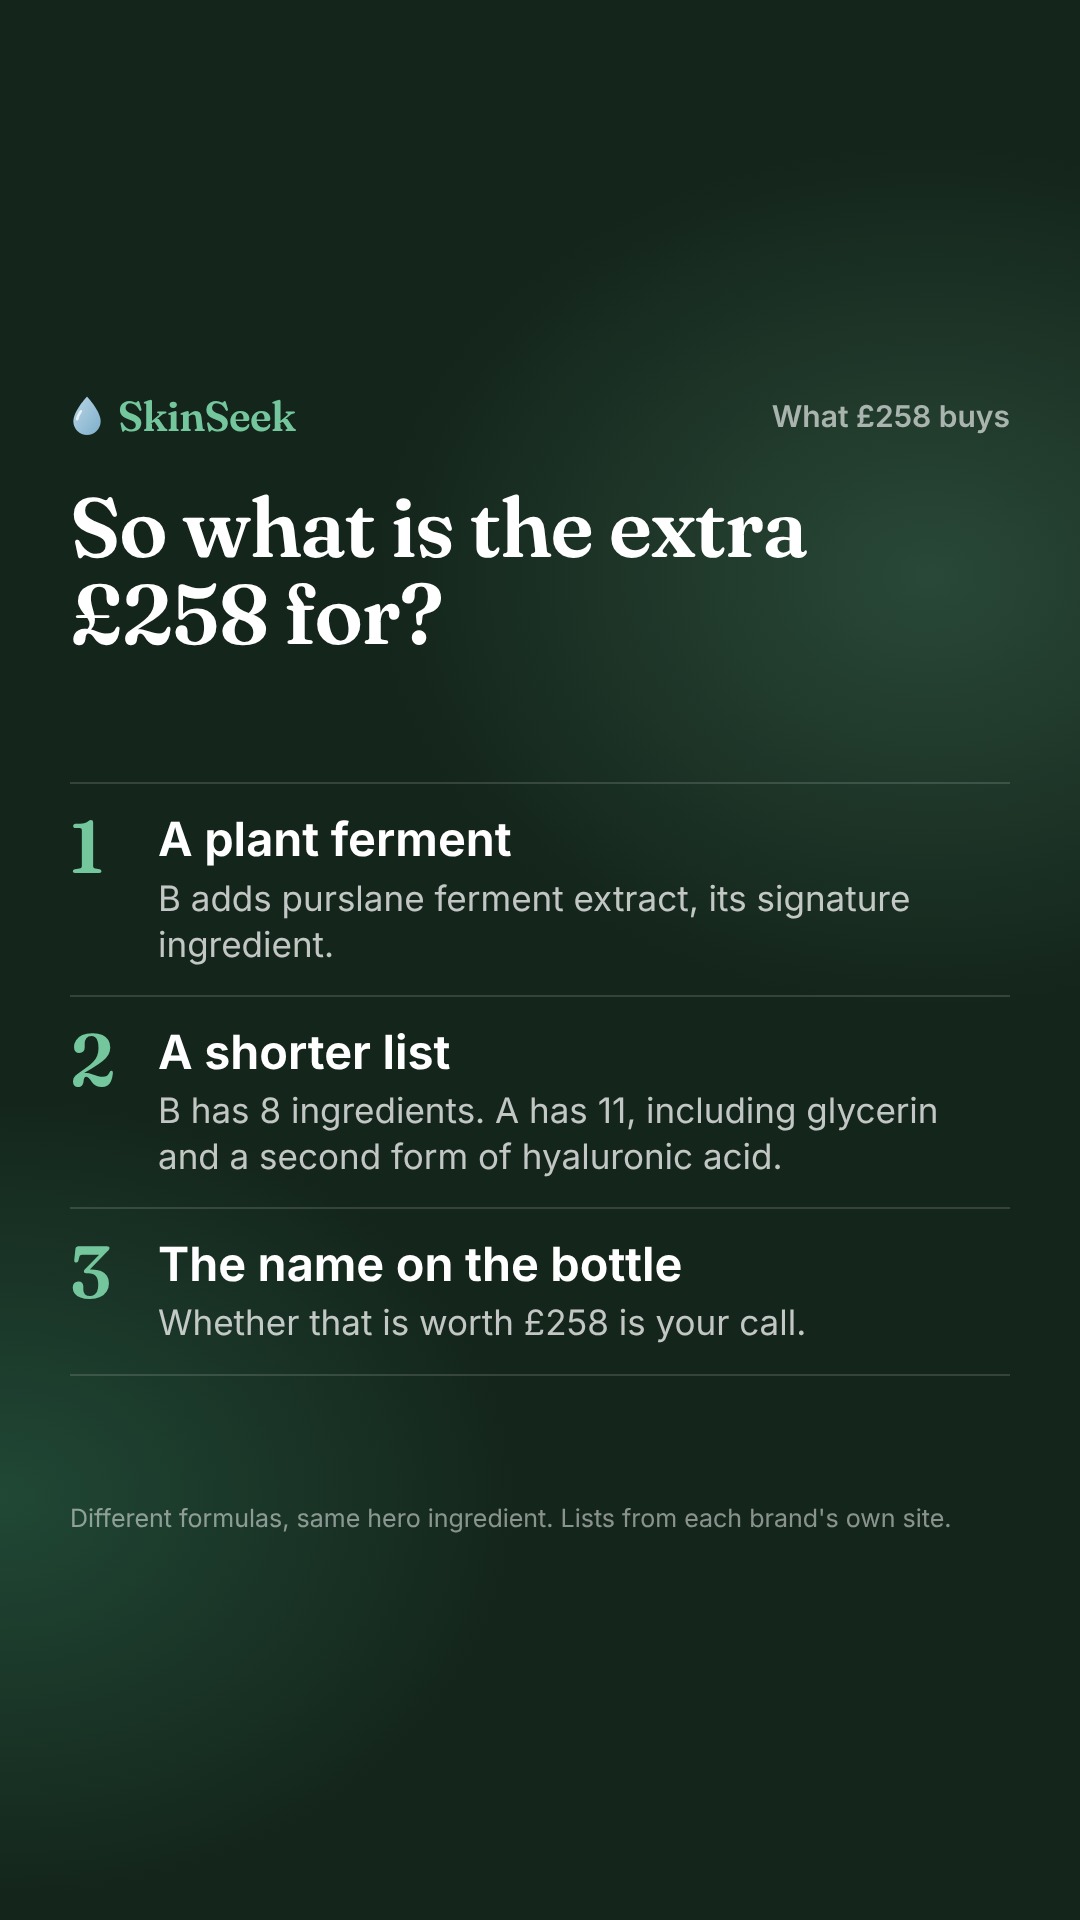 SkinSeek
What £258 buys
So what is the extra
£258 for?
1
A plant ferment
B adds purslane ferment extract, its signature
ingredient.
2
A shorter list
B has 8 ingredients. A has 11, including glycerin
and a second form of hyaluronic acid.
3
The name on the bottle
Whether that is worth £258 is your call.
Different formulas, same hero ingredient. Lists from each brand's own site.